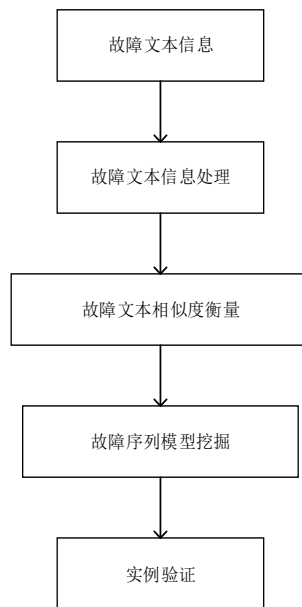 故障文本信息
故障文本信息处理
故障文本相似度衡量
故障序列模型挖掘
实例验证